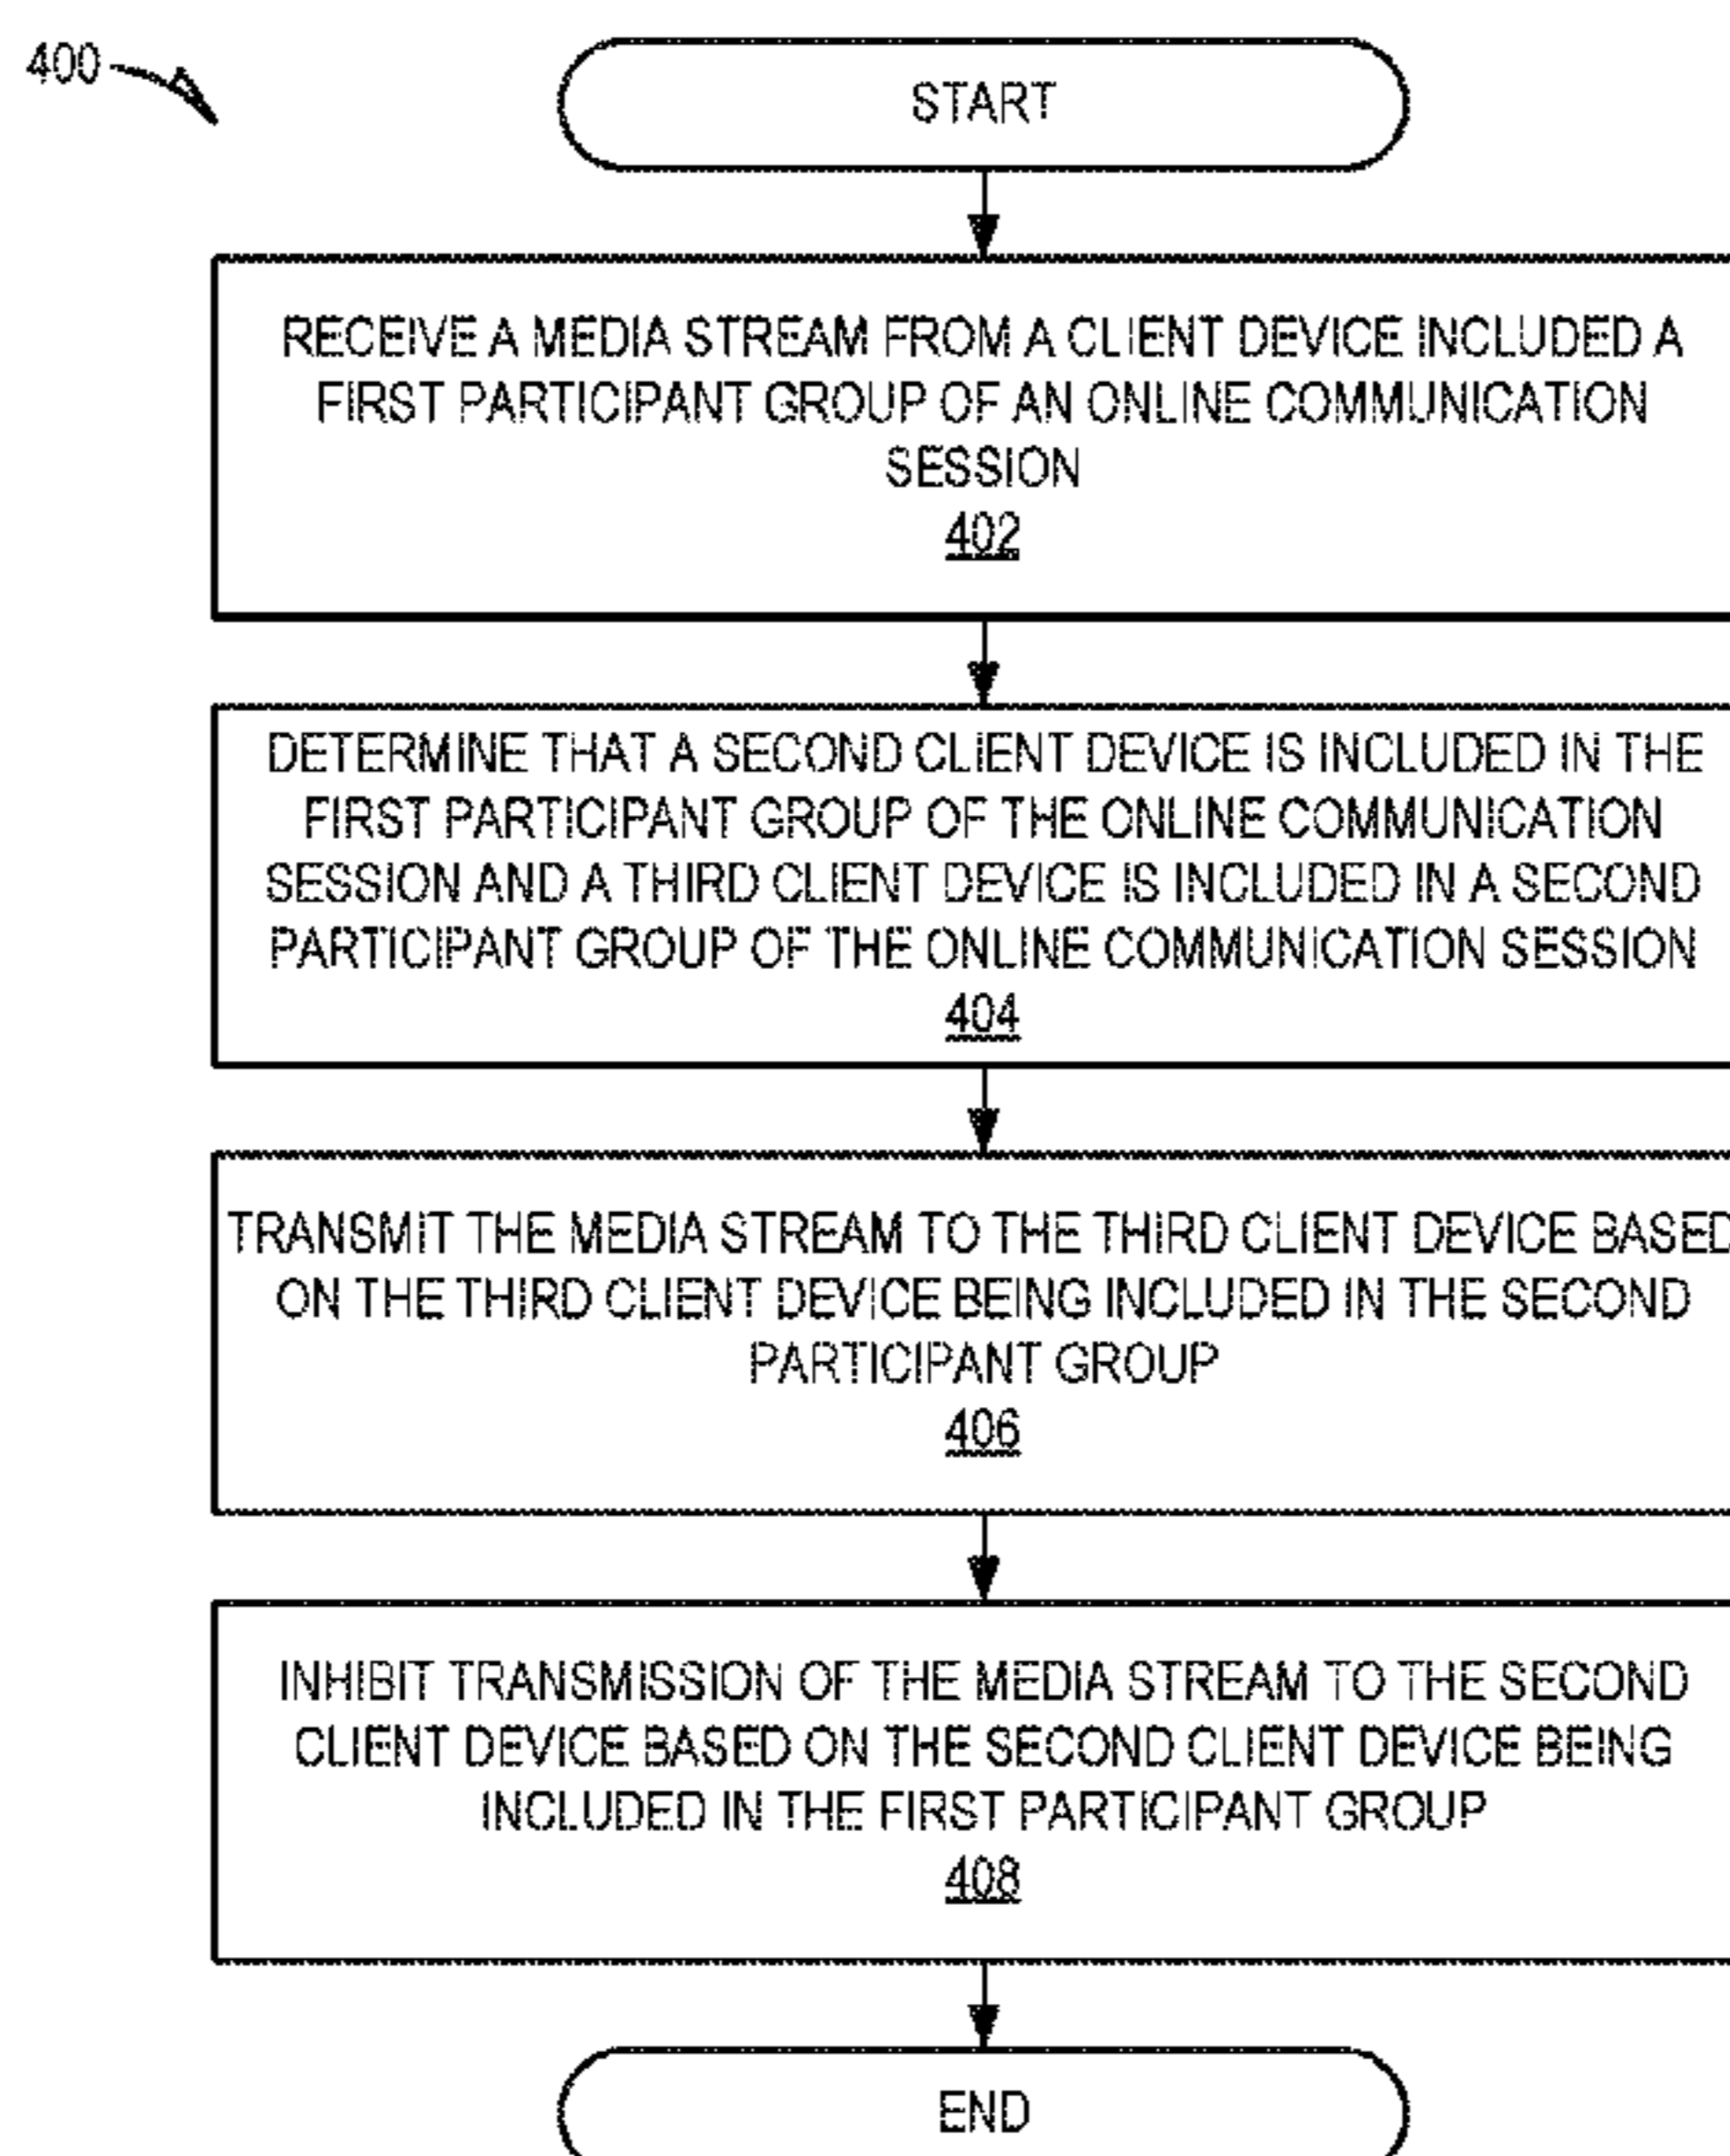 400
START
RECEIVE A MEDIA STREAM FROM A CLIENT DEVICE INCLUDED A
FIRST PARTICIPANT GROUP OF AN ONLINE COMMUNICATION
SESSION
402
DETERMINE THAT A SECOND CLIENT DEVICE IS INCLUDED IN THE
FIRST PARTICIPANT GROUP OF THE ONLINE COMMUNICATION
SESSION AND A THIRD CLIENT DEVICE IS INCLUDED IN A SECOND
PARTICIPANT GROUP OF THE ONLINE COMMUNICATION SESSION
404
TRANSMIT THE MEDIA STREAM TO THE THIRD CLIENT DEVICE BASED
ON THE THIRD CLIENT DEVICE BEING INCLUDED IN THE SECOND
PARTICIPANT GROUP
406
INHIBIT TRANSMISSION OF THE MEDIA STREAM TO THE SECOND
CLIENT DEVICE BASED ON THE SECOND CLIENT DEVICE BEING
INCLUDED IN THE FIRST PARTICIPANT GROUP
408
END